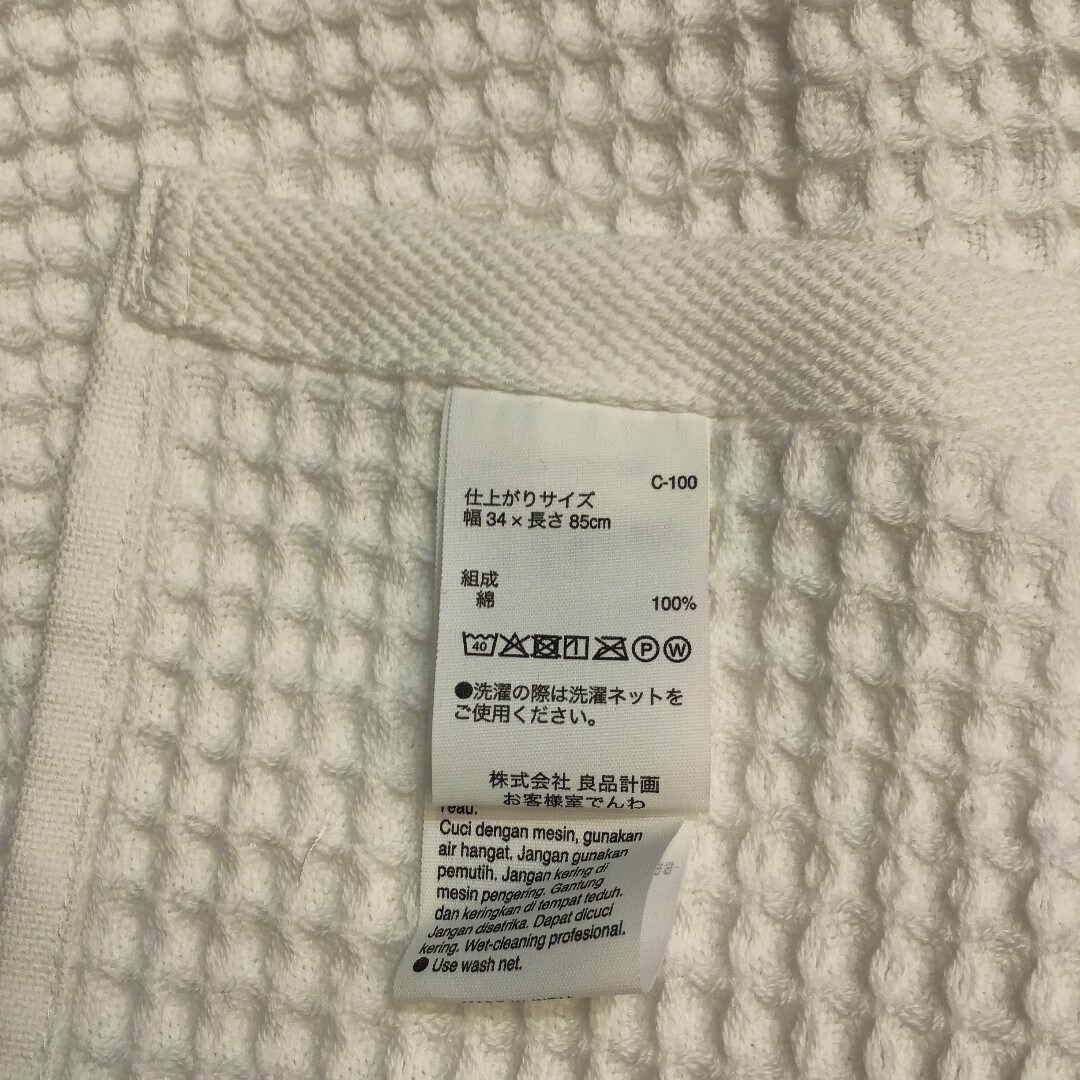 C-100
仕上がりサイズ
幅 34 × 長さ 85cm
組成
綿 100%
40
P W
●洗濯の際は洗濯ネットを
ご使用ください。
株式会社 良品計画
お客様室でんわ
l'eau.
Cuci dengan mesin, gunakan
air hangat. Jangan gunakan
pemutih. Jangan kering di
mesin pengering. Gantung
dan keringkan di tempat teduh.
Jangan disetrika. Dapat dicuci
kering. Wet-cleaning profesional.
● Use wash net.